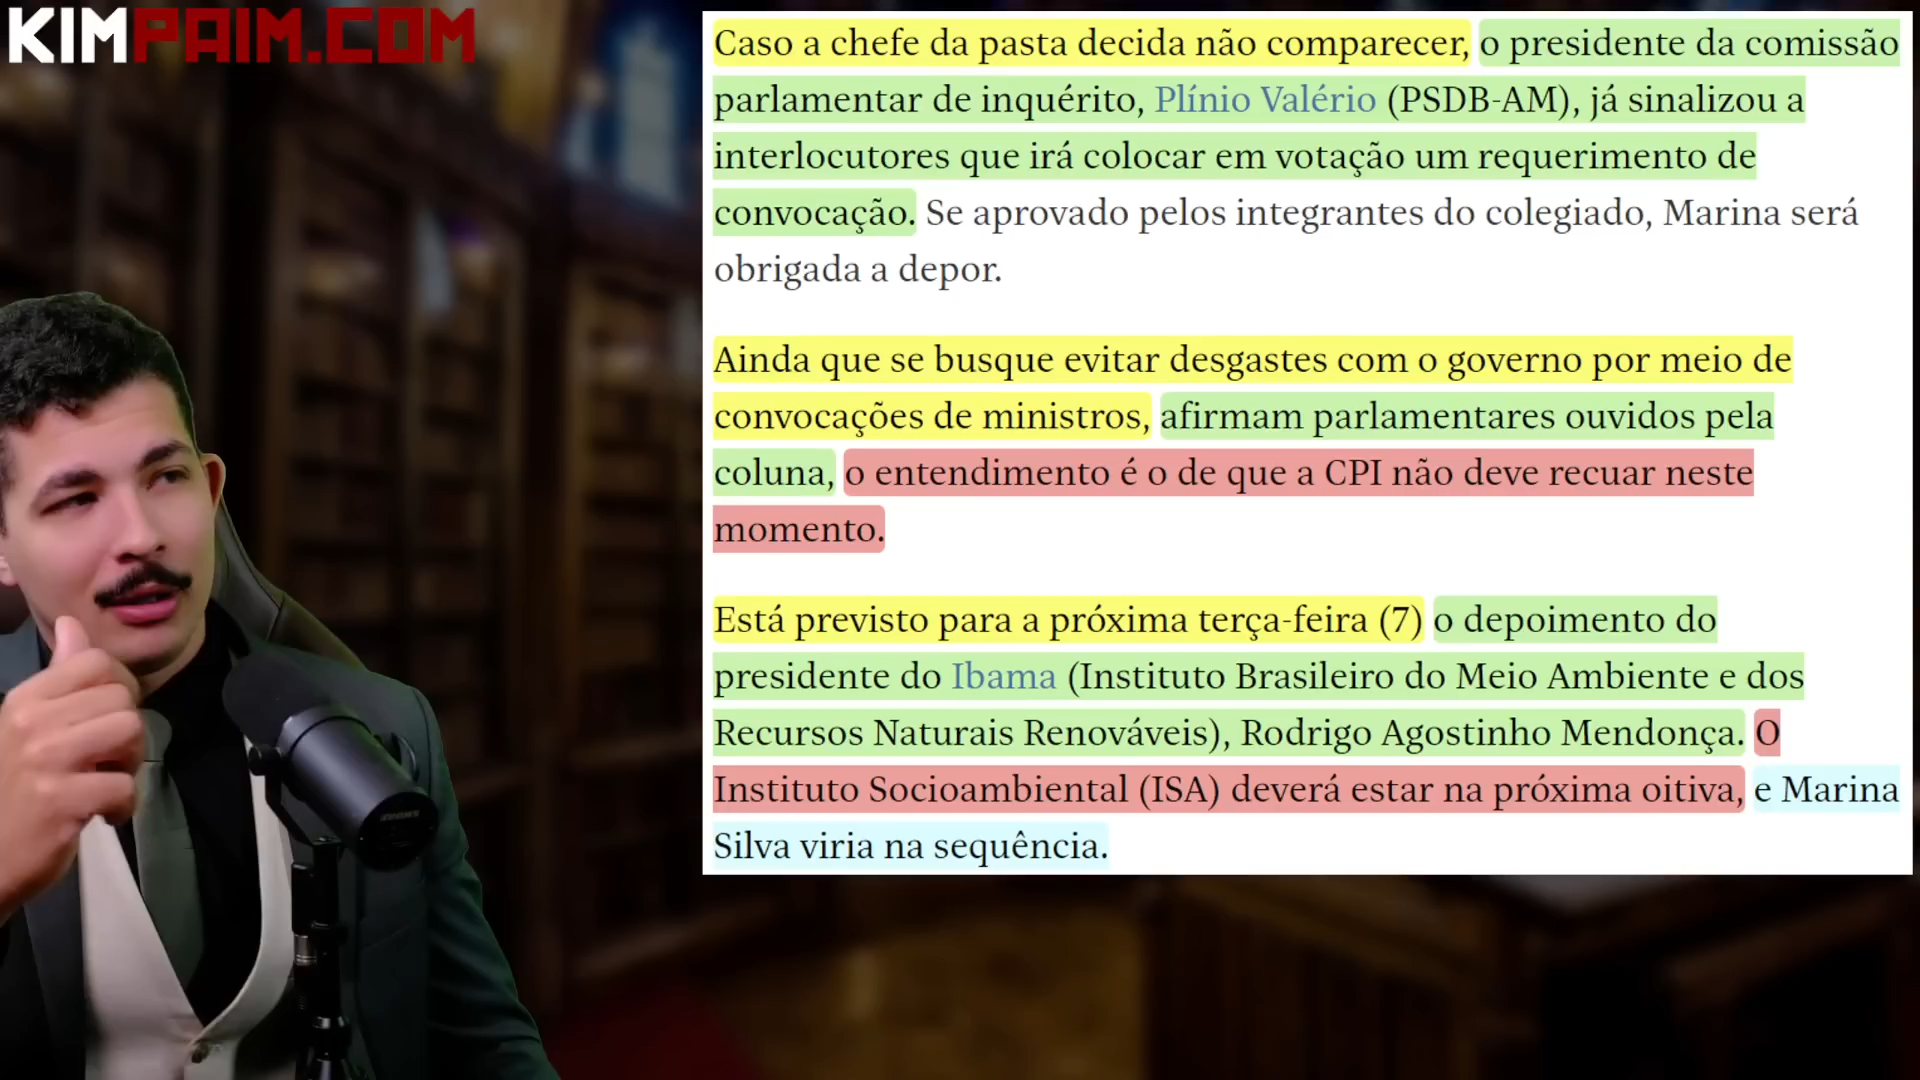 KIMPAIM.COM
Caso a chefe da pasta decida não comparecer, o presidente da comissão
parlamentar de inquérito, Plínio Valério (PSDB-AM), já sinalizou a
interlocutores que irá colocar em votação um requerimento de
convocação. Se aprovado pelos integrantes do colegiado, Marina será
obrigada a depor.
Ainda que se busque evitar desgastes com o governo por meio de
convocações de ministros, afirmam parlamentares ouvidos pela
coluna, o entendimento é o de que a CPI não deve recuar neste
momento.
Está previsto para a próxima terça-feira (7) o depoimento do
presidente do Ibama (Instituto Brasileiro do Meio Ambiente e dos
Recursos Naturais Renováveis), Rodrigo Agostinho Mendonça. O
Instituto Socioambiental (ISA) deverá estar na próxima oitiva, e Marina
Silva viria na sequência.